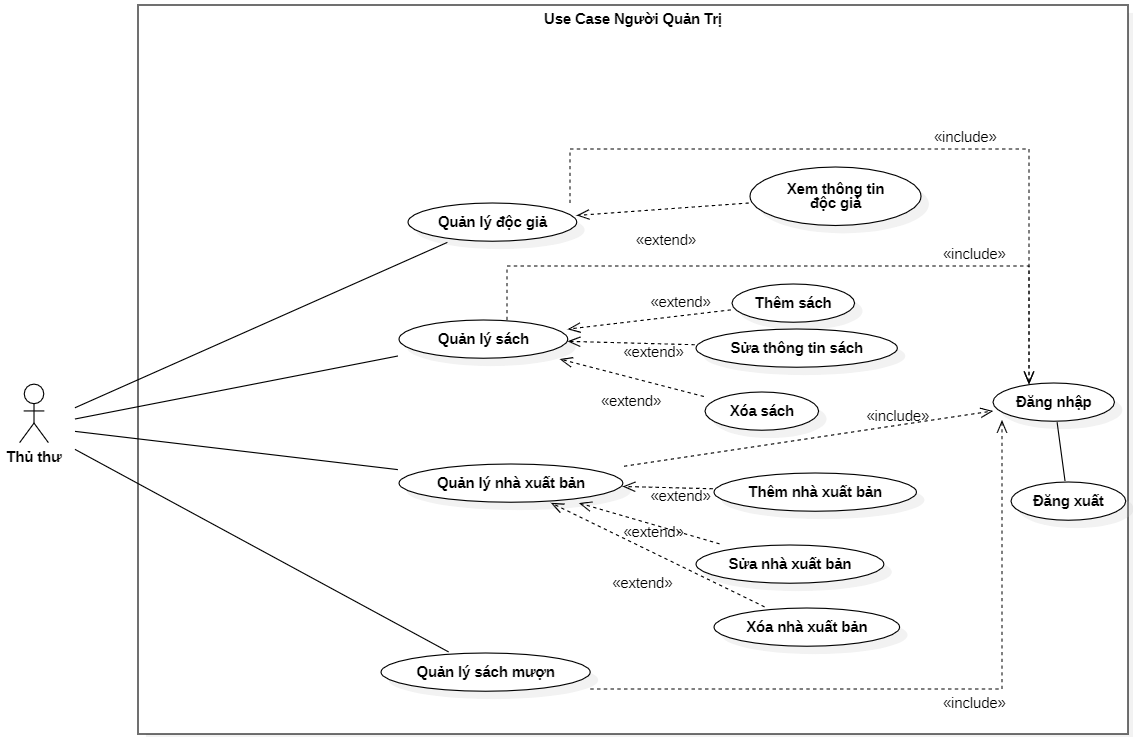 Use Case Người Quản Trị
«include»
Xem thông tin
độc giả
Quản lý độc giả
«extend»
«include»
«extend»
Thêm sách
Quản lý sách
«extend»
Sửa thông tin sách
«extend»
Xóa sách
Đăng nhập
«include»
Thủ thư
Quản lý nhà xuất bản
«extend»
Thêm nhà xuất bản
Đăng xuất
«extend»
Sửa nhà xuất bản
«extend»
Xóa nhà xuất bản
Quản lý sách mượn
«include»